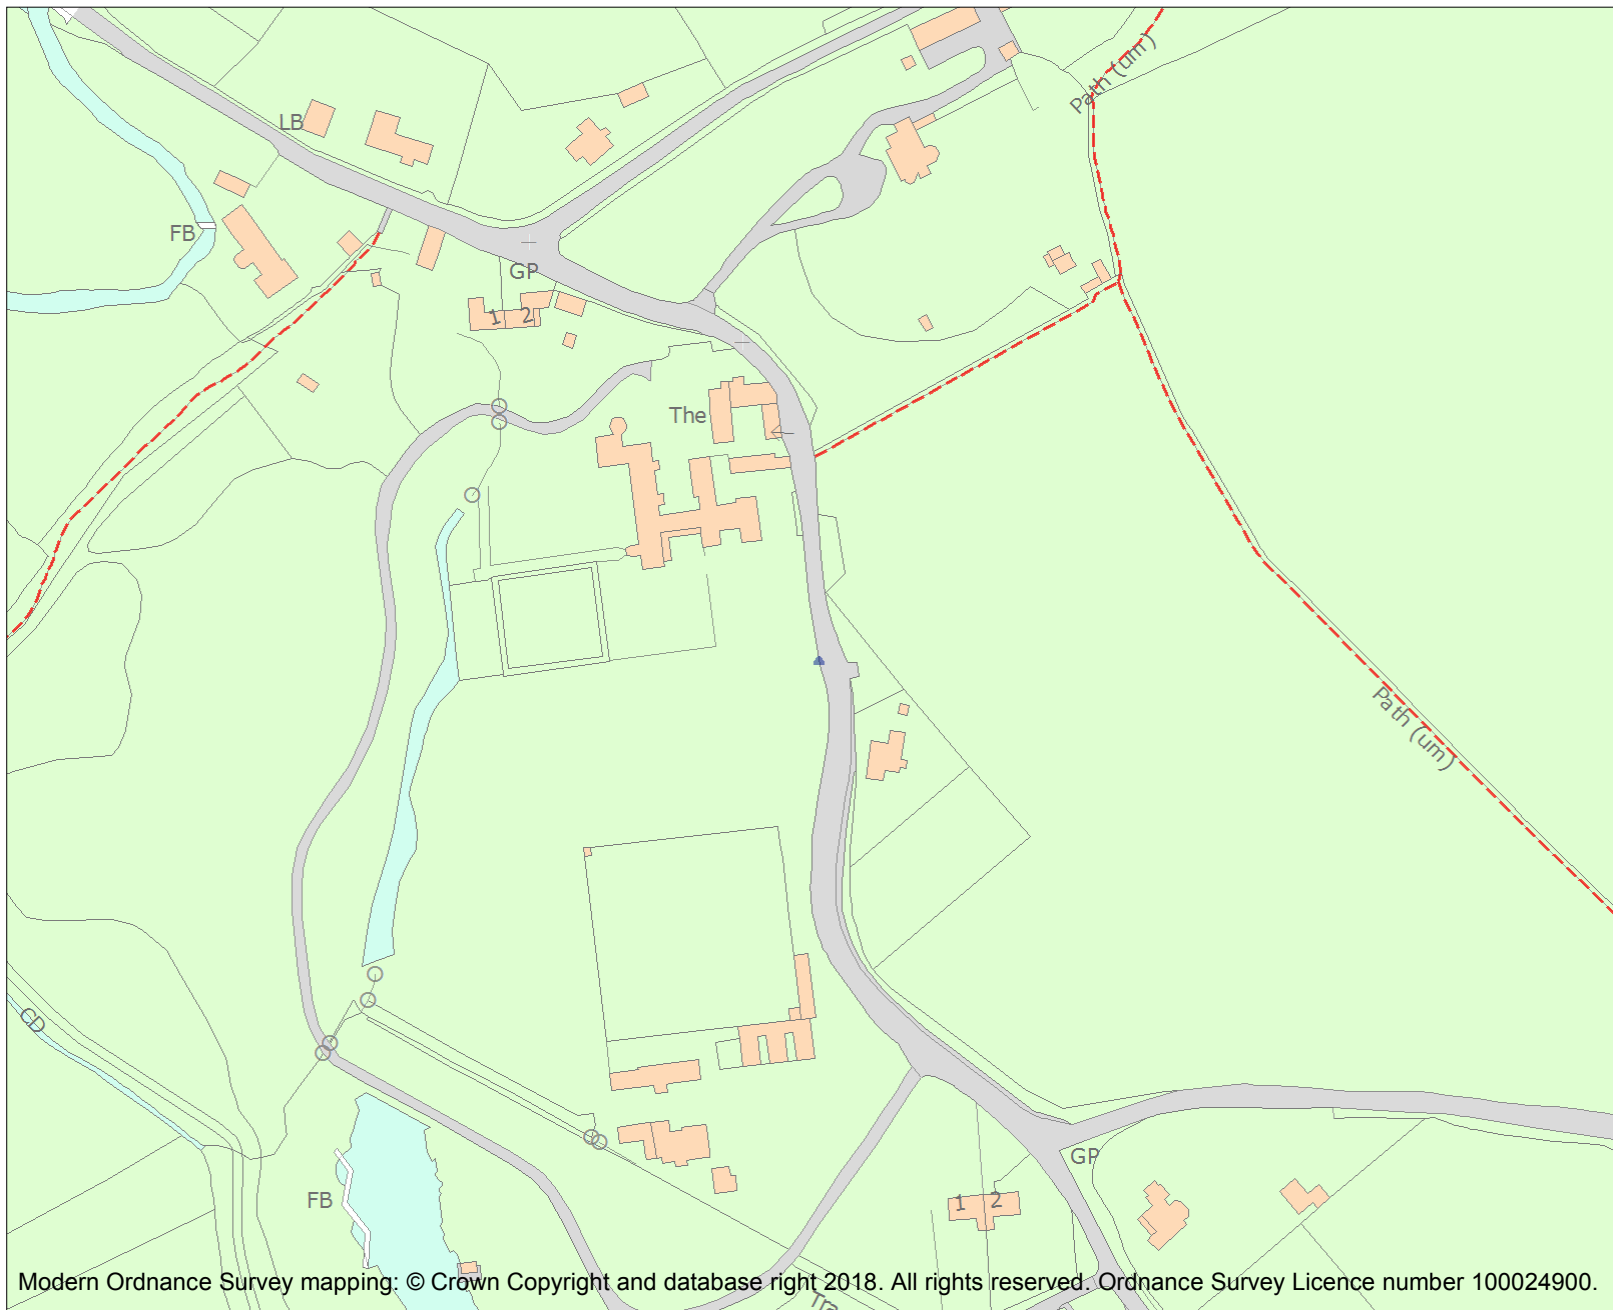 Path (um)
LB
FB
GP
1 2
The
Path (um)
CD
GP
FB
1 2
Modern Ordnance Survey mapping: © Crown Copyright and database right 2018. All rights reserved. Ordnance Survey Licence number 100024900.